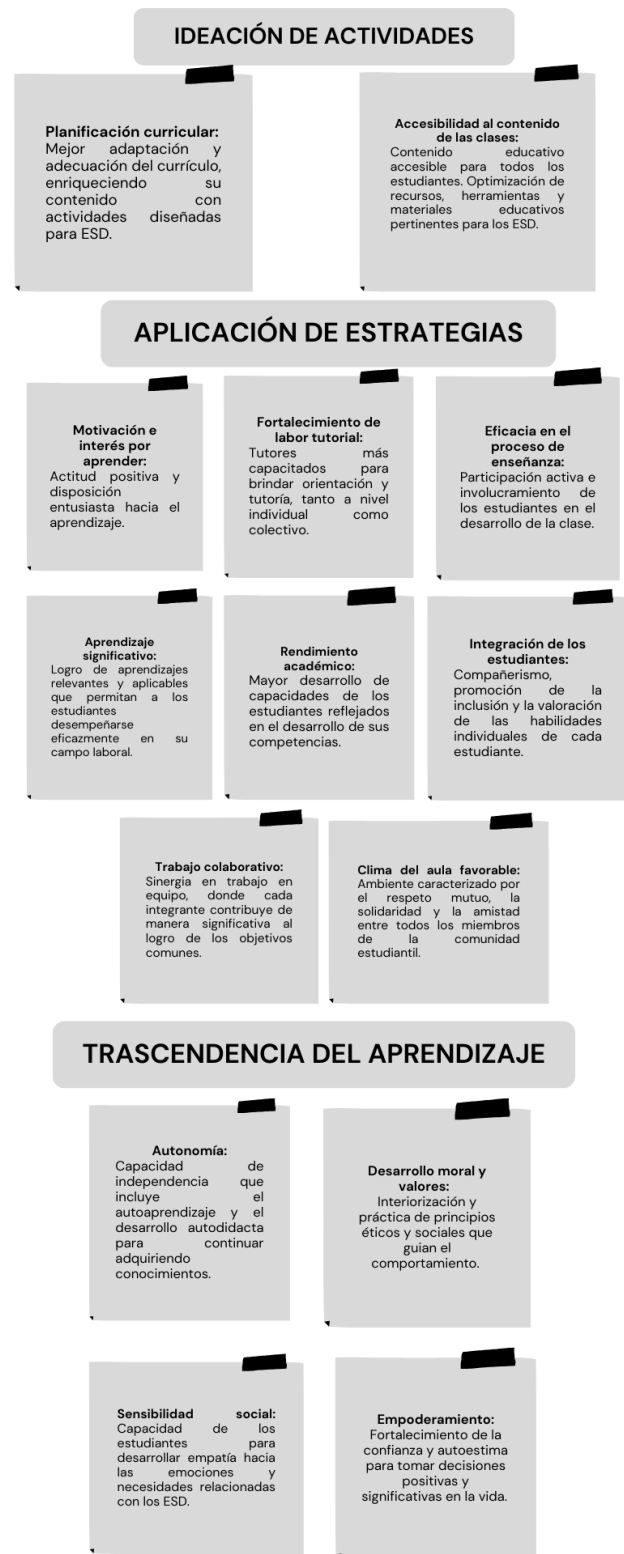 IDEACIÓN DE ACTIVIDADES
Planificación curricular:
Mejor adaptación y
adecuación del currículo,
enriqueciendo su
contenido con
actividades diseñadas
para ESD.
Accesibilidad al contenido
de las clases:
Contenido educativo
accesible para todos los
estudiantes. Optimización de
recursos, herramientas y
materiales educativos
pertinentes para los ESD.
APLICACIÓN DE ESTRATEGIAS
Motivación e
interés por
aprender:
Actitud positiva y
disposición
entusiasta hacia el
aprendizaje.
Fortalecimiento de
labor tutorial:
Tutores más
capacitados para
brindar orientación y
tutoría, tanto a nivel
individual como
colectivo.
Eficacia en el
proceso de
enseñanza:
Participación activa e
involucramiento de
los estudiantes en el
desarrollo de la clase.
Aprendizaje
significativo:
Logro de aprendizajes
relevantes y aplicables
que permitan a los
estudiantes
desempeñarse
eficazmente en su
campo laboral.
Rendimiento
académico:
Mayor desarrollo de
capacidades de los
estudiantes reflejados
en el desarrollo de sus
competencias.
Integración de los
estudiantes:
Compañerismo,
promoción de la
inclusión y la valoración
de las habilidades
individuales de cada
estudiante.
Trabajo colaborativo:
Sinergia en trabajo en
equipo, donde cada
integrante contribuye de
manera significativa al
logro de los objetivos
comunes.
Clima del aula favorable:
Ambiente caracterizado por
el respeto mutuo, la
solidaridad y la amistad
entre todos los miembros
de la comunidad
estudiantil.
TRASCENDENCIA DEL APRENDIZAJE
Autonomía:
Capacidad de
independencia que
incluye el
autoaprendizaje y el
desarrollo autodidacta
para continuar
adquiriendo
conocimientos.
Desarrollo moral y
valores:
Interiorización y
práctica de principios
éticos y sociales que
guian el
comportamiento.
Sensibilidad social:
Capacidad de los
estudiantes para
desarrollar empatía hacia
las emociones y
necesidades relacionadas
con los ESD.
Empoderamiento:
Fortalecimiento de la
confianza y autoestima
para tomar decisiones
positivas y
significativas en la vida.